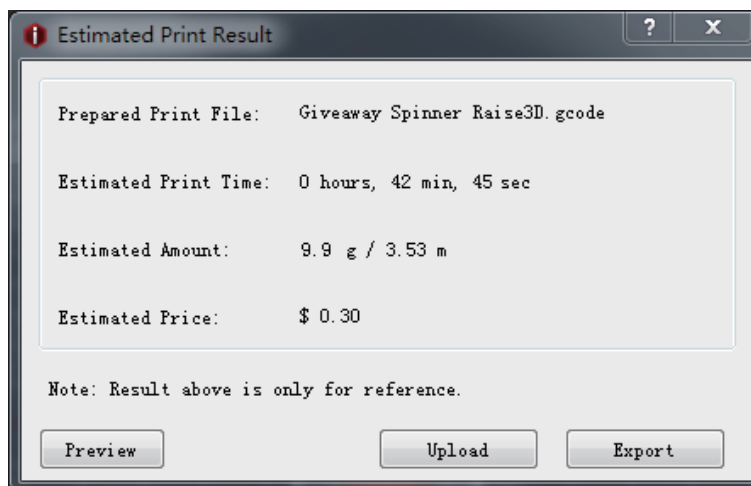 Estimated Print Result
? X
Prepared Print File: Giveaway Spinner Raise3D.gcode
Estimated Print Time: 0 hours, 42 min, 45 sec
Estimated Amount: 9.9 g / 3.53 m
Estimated Price: $ 0.30
Note: Result above is only for reference.
Preview Upload Export